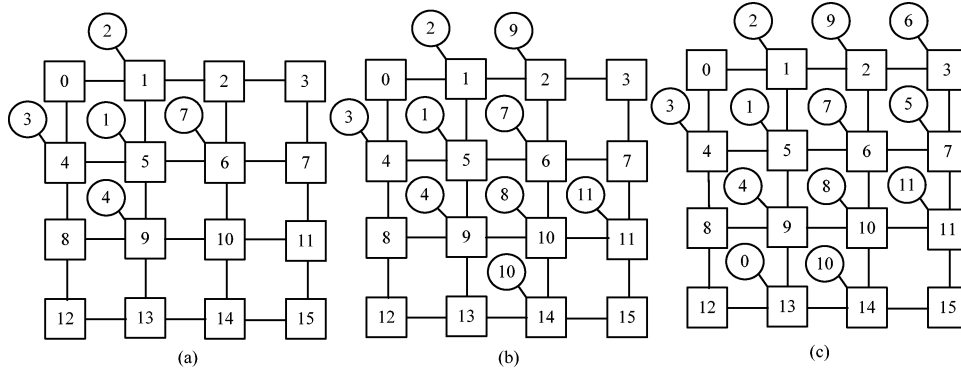 2 2 9 2 9 6
0 1 2 3 0 1 2 3 0 1 2 3
3 1 7 3 1 7 3 1 7 5
4 5 6 7 4 5 6 7 4 5 6 7
4 4 8 11 4 8 11
8 9 10 11 8 9 10 11 8 9 10 11
10 0 10
12 13 14 15 12 13 14 15 12 13 14 15
(a) (b) (c)